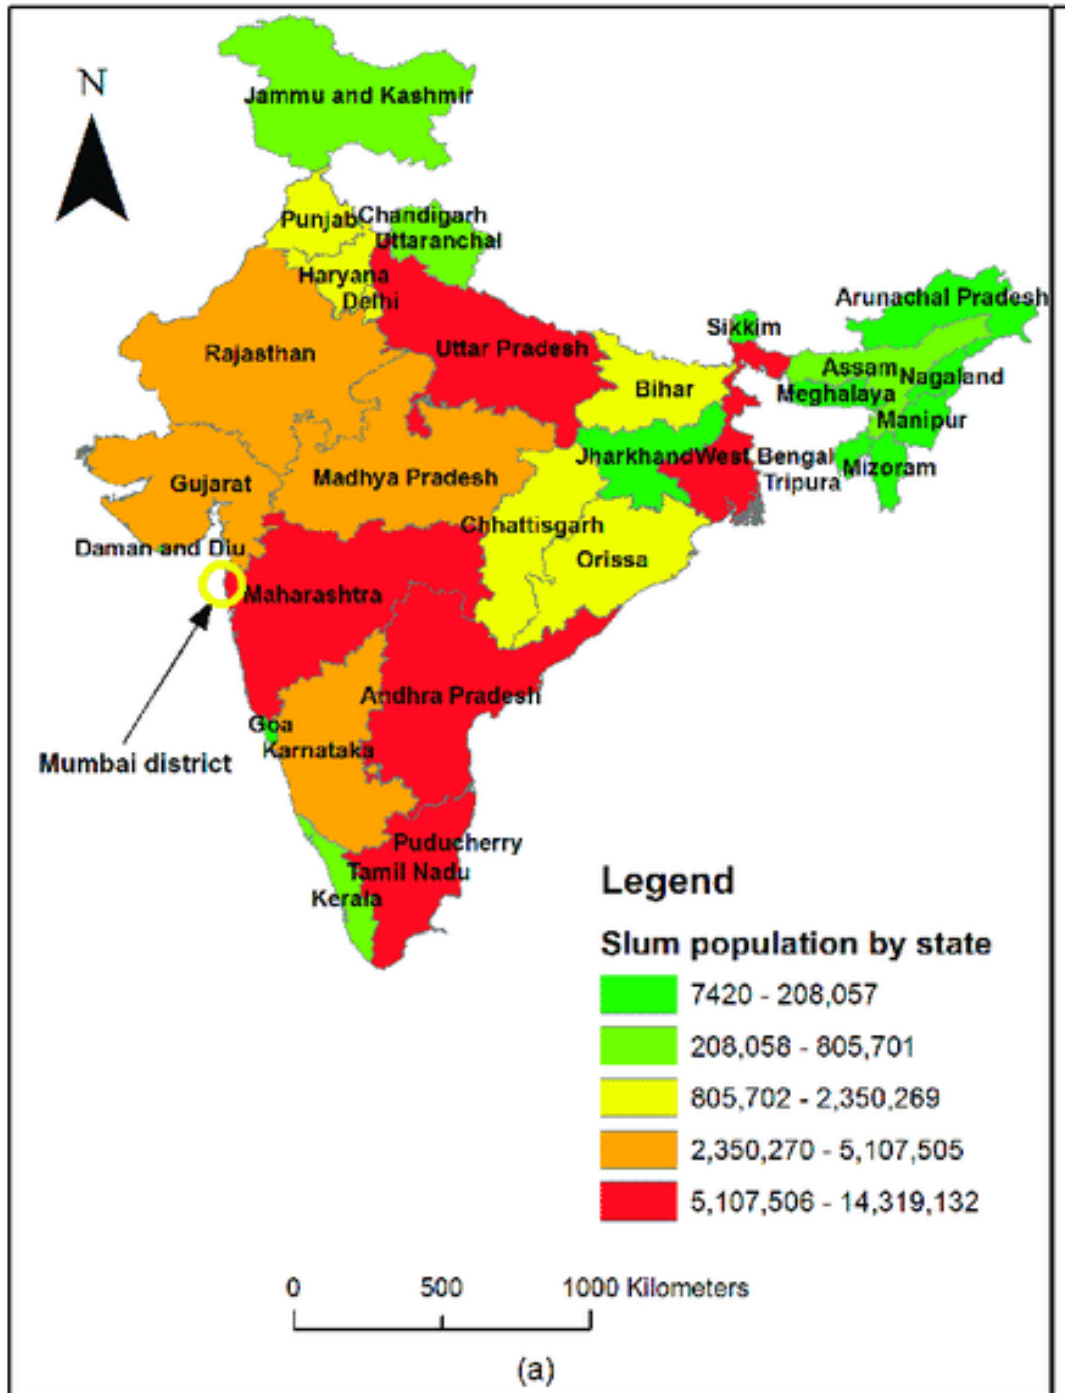 N
Jammu and Kashmir
Punjab
Chandigarh
Uttaranchal
Haryana
Delhi
Arunachal Pradesh
Sikkim
Rajasthan
Uttar Pradesh
Assam
Nagaland
Bihar
Meghalaya
Manipur
Jharkhand
West Bengal
Mizoram
Tripura
Gujarat
Madhya Pradesh
Chhattisgarh
Orissa
Daman and Diu
Maharashtra
Andhra Pradesh
Goa
Karnataka
Mumbai district
Puducherry
Tamil Nadu
Kerala
Legend
Slum population by state
7420 - 208,057
208,058 - 805,701
805,702 - 2,350,269
2,350,270 - 5,107,505
5,107,506 - 14,319,132
0 500 1000 Kilometers
(a)